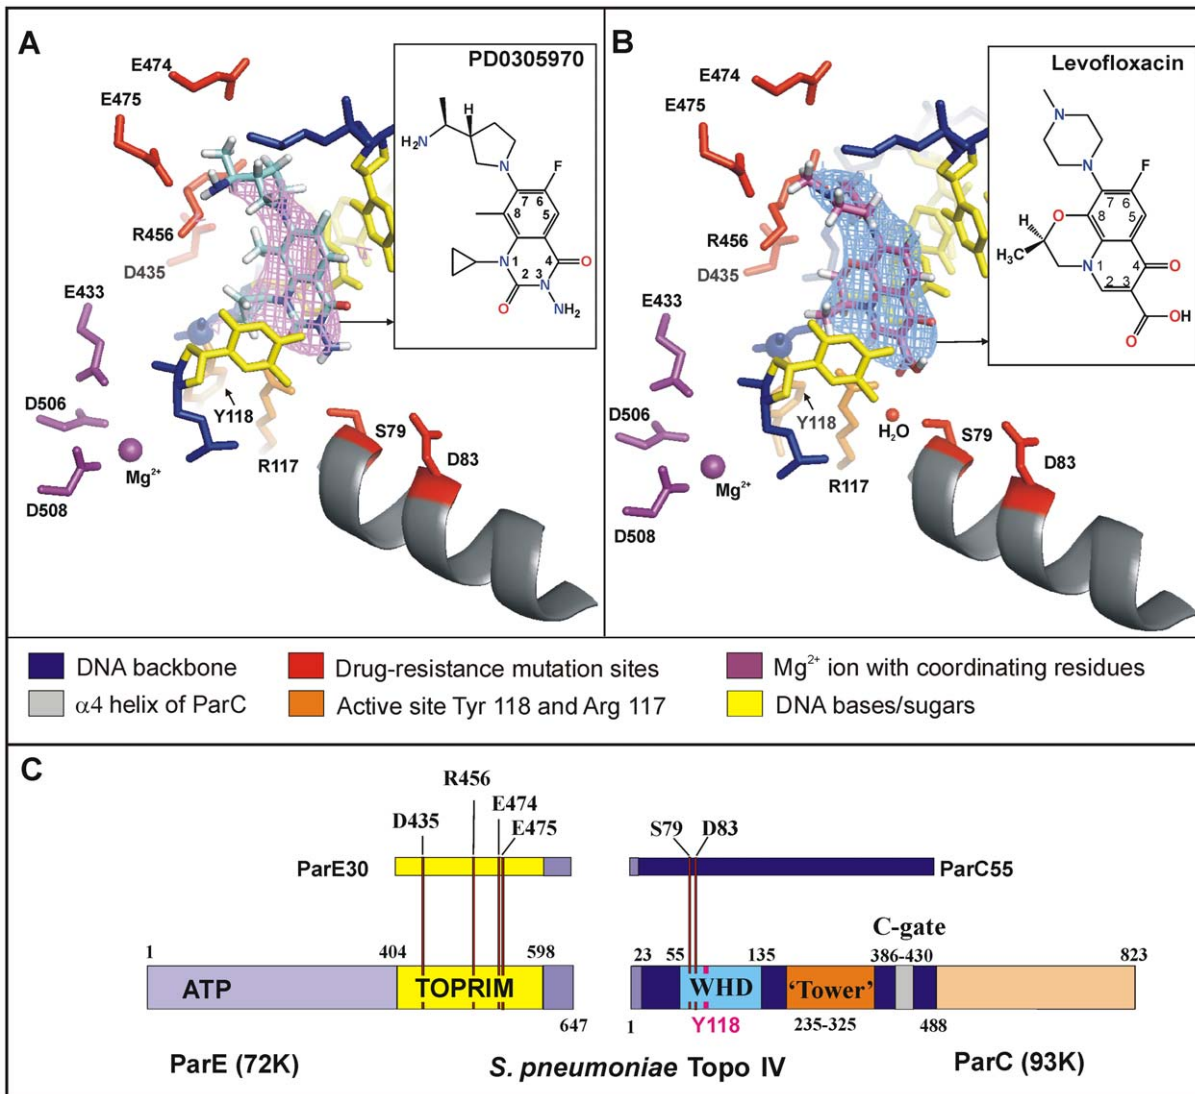 A
PD0305970
E474
E475
R456
D435
E433
D506
D508
Mg²⁺
Y118
R117
S79
D83
H
H₂N
N
F
7
6
8
5
N
1
4
O
2
3
N
O
NH₂
B
Levofloxacin
E474
E475
R456
D435
E433
D506
D508
Mg²⁺
Y118
R117
H₂O
S79
D83
N
N
F
7
6
O
8
5
H
H₃C
N
1
4
O
2
3
OH
O
DNA backbone
Drug-resistance mutation sites
Mg²⁺ ion with coordinating residues
α4 helix of ParC
Active site Tyr 118 and Arg 117
DNA bases/sugars
C
R456
D435
E474
E475
S79
D83
ParE30
ParC55
C-gate
1
404
598
23
55
135
386-430
823
ATP
TOPRIM
WHD
'Tower'
647
1
Y118
235-325
488
ParE (72K)
S. pneumoniae Topo IV
ParC (93K)